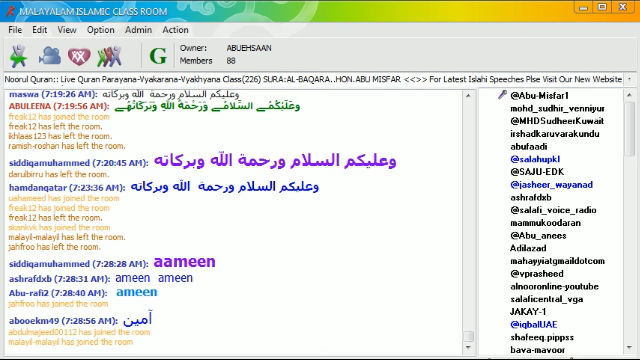 MALAYALAM ISLAMIC CLASS ROOM
File Edit View Option Admin Action
G
Owner: ABUEHSAAN
Members 88
Noorul Quran:: Live Quran Parayana-Vyakarana-Vyakhyana Class(226) SURA:AL-BAQARA..HON.ABU MISFAR <<>> For Latest Islahi Speeches Plse Visit Our New Website
maswa (7:19:26 AM): وعليكم السلام ورحمة الله وبركاته
ABULEENA (7:19:56 AM): وَعَلَيْكُمُـے السَّلامُـے وَرَحْمَةُ اللهِ وَبَرَكَاتُهُـے
freak12 has joined the room
freak12 has left the room.
ikhlaas123 has left the room.
ramish-roshan has left the room.
siddiqamuhammed (7:20:45 AM): وعليكم السلام ورحمة الله وبركاته
darulbirru has left the room.
hamdanqatar (7:23:36 AM): وعليكم السلام ورحمة الله وبركاته
uahameed has joined the room
freak12 has joined the room
freak12 has left the room.
skankvk has joined the room
malayil-malayil has left the room.
jahfroo has left the room.
siddiqamuhammed (7:28:28 AM): aameen
ashrafdxb (7:28:31 AM): ameen ameen
Abu-rafi2 (7:28:40 AM): ameen
jahfroo has joined the room
abooekm49 (7:28:56 AM): آمين
abdulmajeed00112 has joined the room
malayil-malayil has joined the room
@Abu-Misfar1
mohd_sudhir_venniyur
@MHDSudheerKuwait
irshadkaruvarakundu
abufaadi
@salahupkl
@SAJU-EDK
@jasheer_wayanad
ashrafdxb
@salafi_voice_radio
mammukoodaran
@Abu_anees
Adilazad
mahayyiatgmaildotcom
@vprasheed
alnooronline-youtube
salaficentral_vga
JAKAY-1
@iqbalUAE
shafeeq.pippss
bava-mavoor